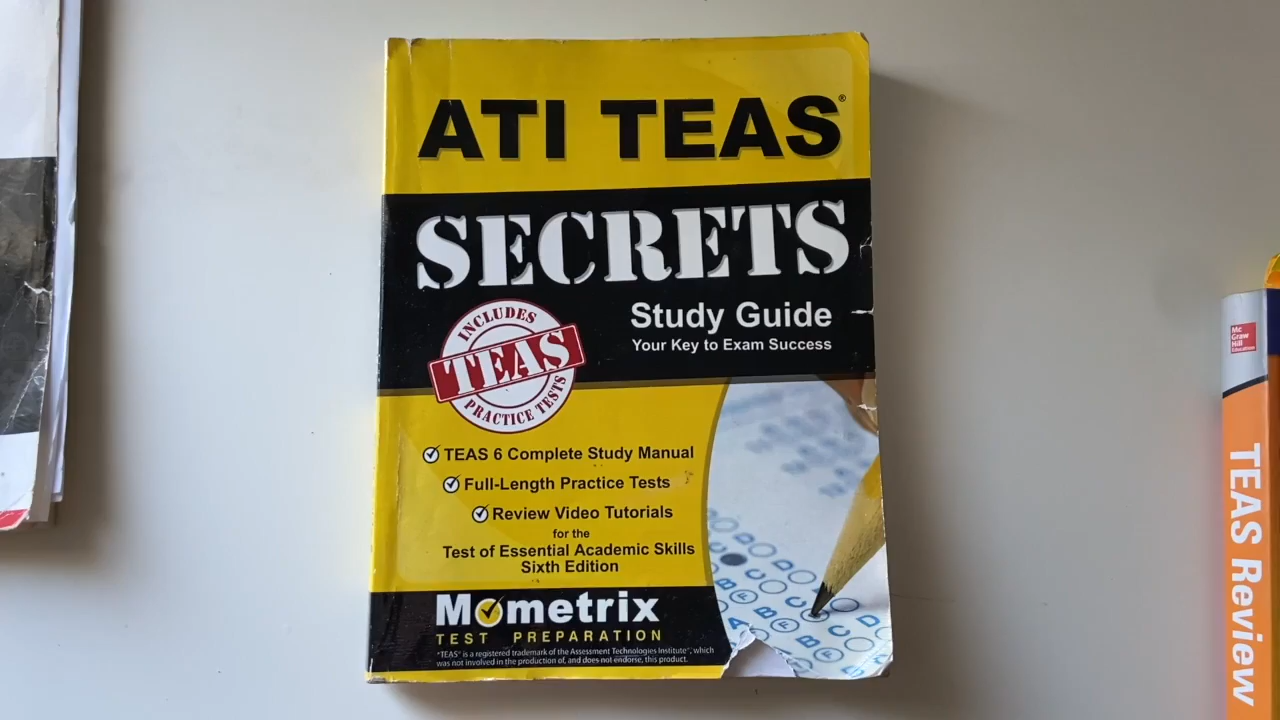 ATI TEAS®
SECRETS
Study Guide
Your Key to Exam Success
INCLUDES
TEAS
PRACTICE TESTS
TEAS 6 Complete Study Manual
Full-Length Practice Tests
Review Video Tutorials
for the
Test of Essential Academic Skills
Sixth Edition
Mometrix
TEST PREPARATION
"TEAS" is a registered trademark of the Assessment Technologies Institute®, which
was not involved in the production of, and does not endorse, this product.
Mc
Graw
Hill
Education
TEAS Review